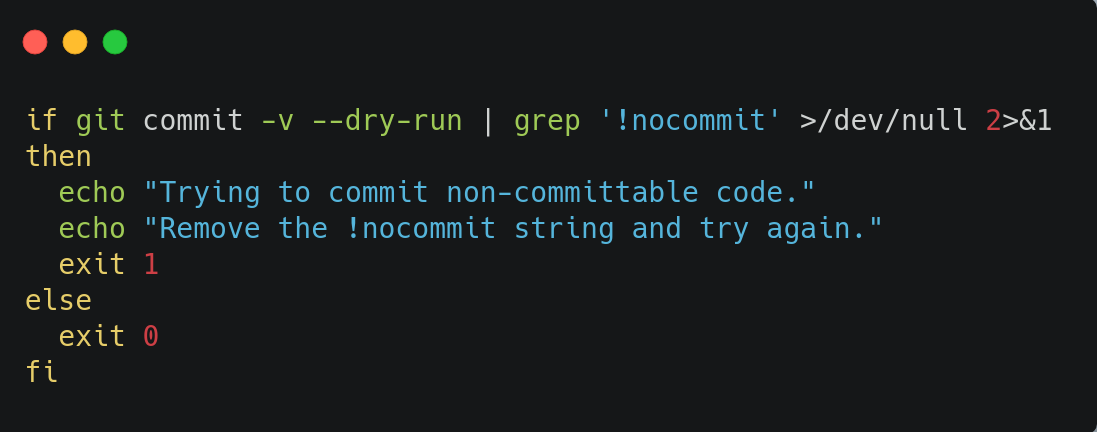 if git commit -v --dry-run | grep '!nocommit' >/dev/null 2>&1
then
  echo "Trying to commit non-committable code."
  echo "Remove the !nocommit string and try again."
  exit 1
else
  exit 0
fi